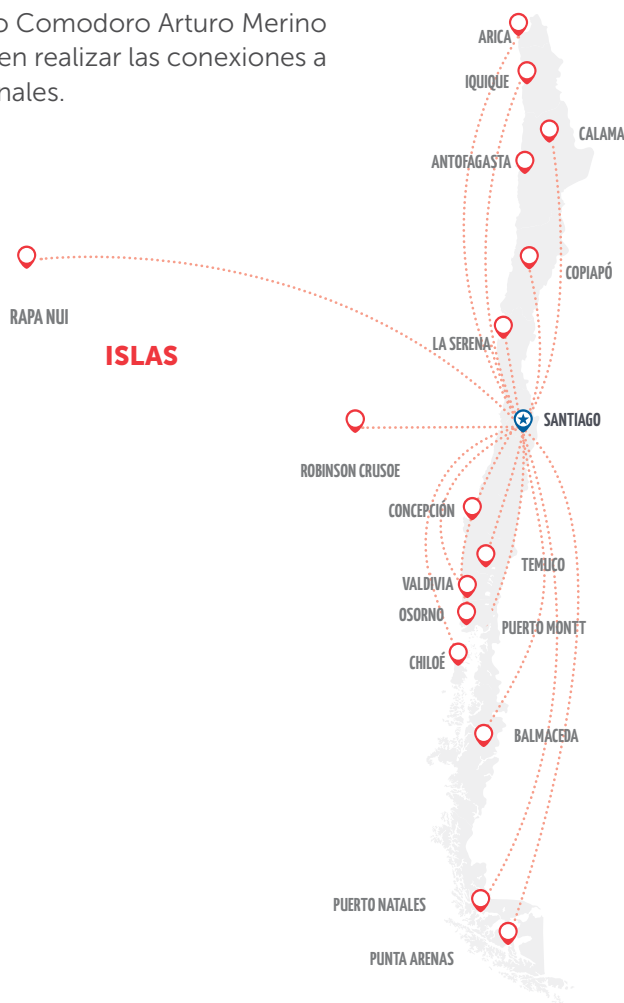 o Comodoro Arturo Merino
en realizar las conexiones a
nales.
ARICA
IQUIQUE
CALAMA
ANTOFAGASTA
COPIAPÓ
RAPA NUI
LA SERENA
ISLAS
SANTIAGO
ROBINSON CRUSOE
CONCEPCIÓN
TEMUCO
VALDIVIA
OSORNO
PUERTO MONTT
CHILOÉ
BALMACEDA
PUERTO NATALES
PUNTA ARENAS